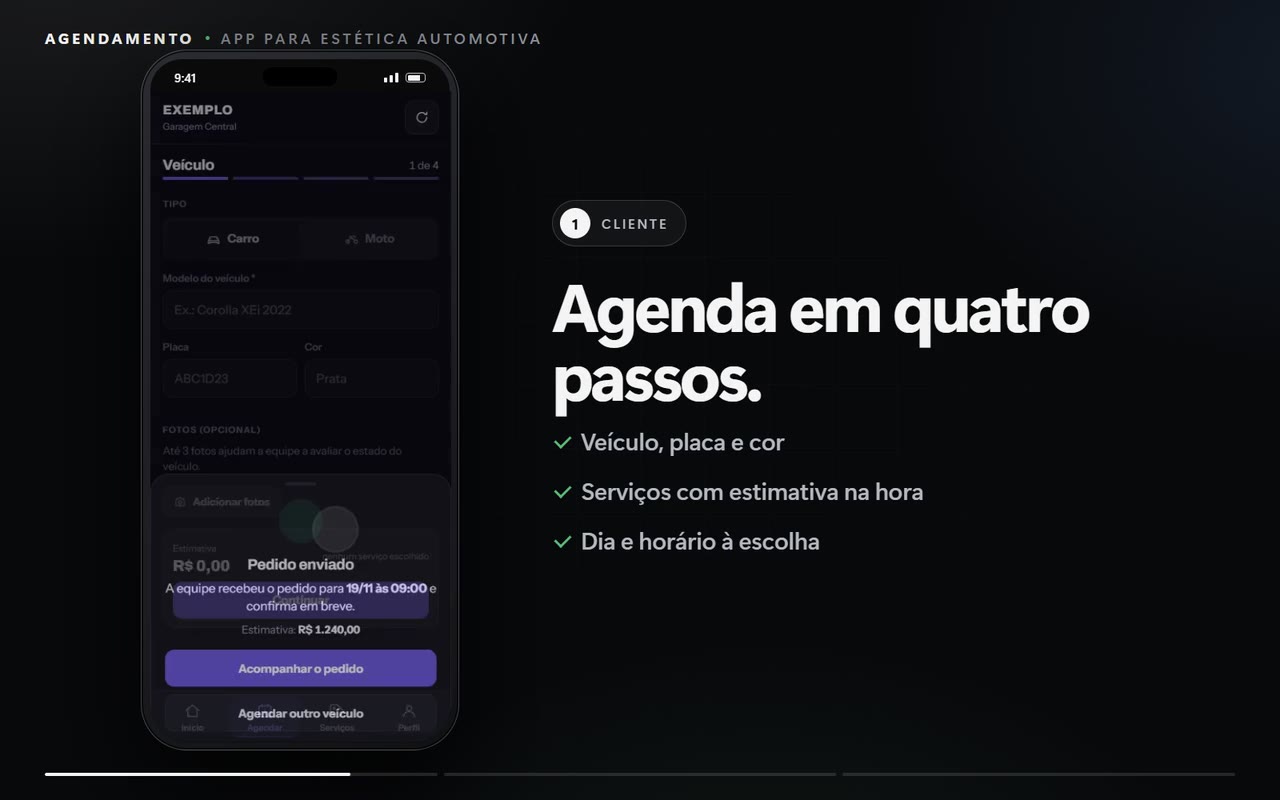 AGENDAMENTO • APP PARA ESTÉTICA AUTOMOTIVA
9:41
EXEMPLO
Garagem Central
Veículo
1 de 4
TIPO
Carro
Moto
Modelo do veículo *
Ex.: Corolla XEi 2022
Placa
Cor
ABC1D23
Prata
FOTOS (OPCIONAL)
Até 3 fotos ajudam a equipe a avaliar o estado do
veículo.
Adicionar fotos
Estimativa
nenhum serviço escolhido
R$ 0,00
Pedido enviado
A equipe recebeu o pedido para 19/11 às 09:00 e
Continuar
confirma em breve.
Estimativa: R$ 1.240,00
Acompanhar o pedido
Agendar outro veículo
Início
Agendar
Serviços
Perfil
1 CLIENTE
Agenda em quatro
passos.
Veículo, placa e cor
Serviços com estimativa na hora
Dia e horário à escolha